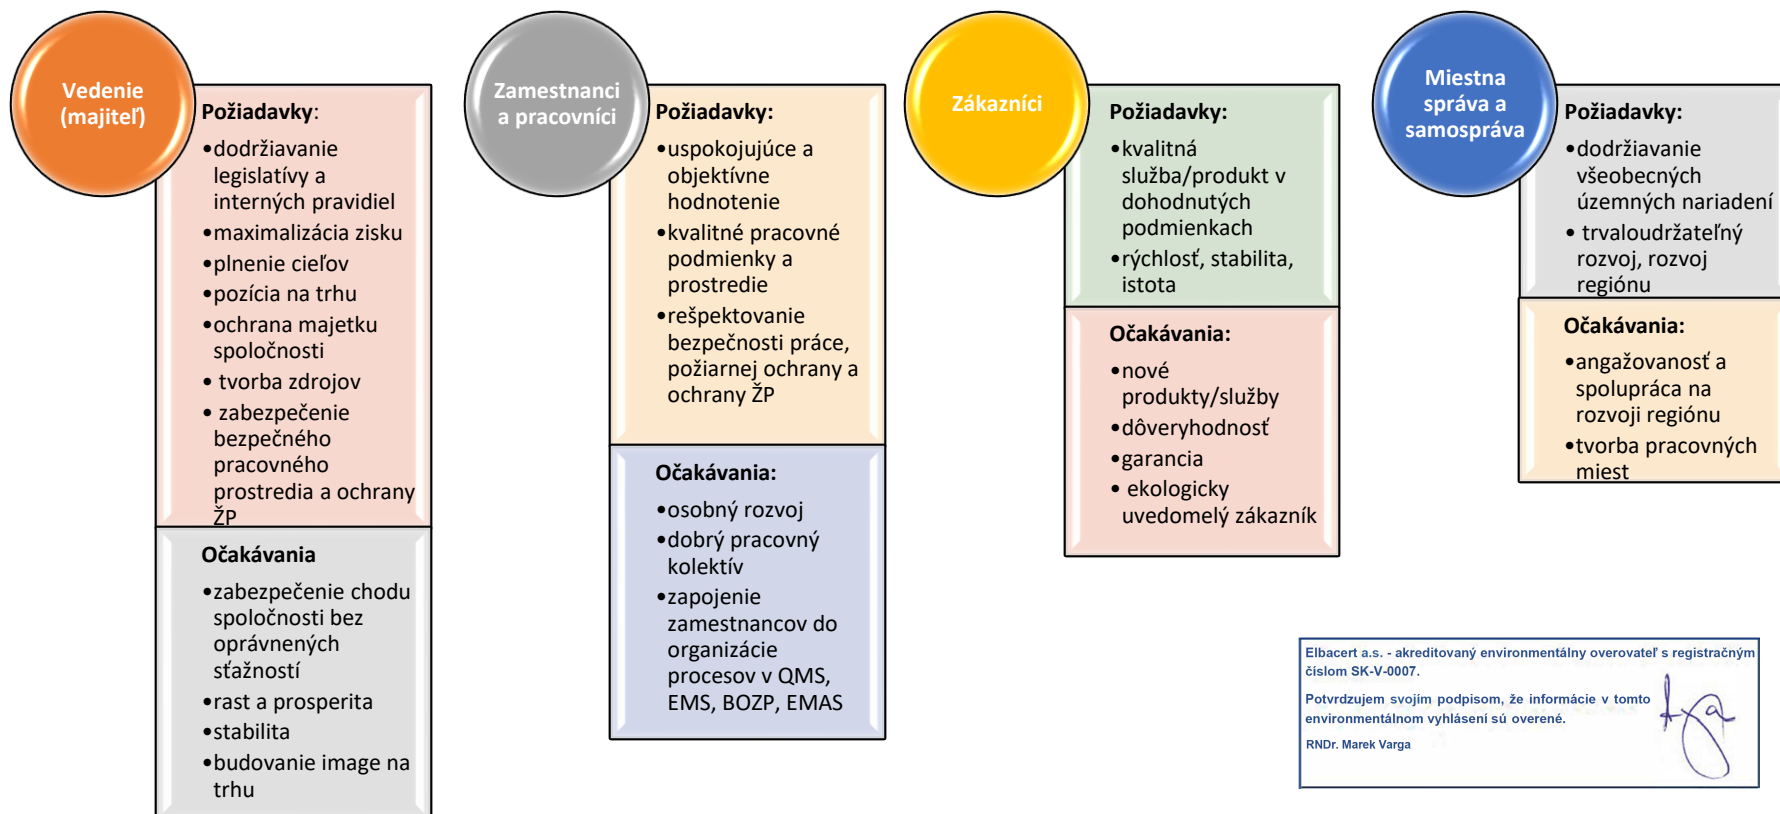 Vedenie
(majiteľ)
Požiadavky:
•dodržiavanie
legislatívy a
interných pravidiel
•maximalizácia zisku
•plnenie cieľov
•pozícia na trhu
•ochrana majetku
spoločnosti
• tvorba zdrojov
• zabezpečenie
bezpečného
pracovného
prostredia a ochrany
ŽP
Očakávania
•zabezpečenie chodu
spoločnosti bez
oprávnených
sťažností
•rast a prosperita
•stabilita
•budovanie image na
trhu
Zamestnanci
a pracovníci
Požiadavky:
•uspokojujúce a
objektívne
hodnotenie
•kvalitné pracovné
podmienky a
prostredie
•rešpektovanie
bezpečnosti práce,
požiarnej ochrany a
ochrany ŽP
Očakávania:
•osobný rozvoj
•dobrý pracovný
kolektív
•zapojenie
zamestnancov do
organizácie
procesov v QMS,
EMS, BOZP, EMAS
Zákazníci
Požiadavky:
•kvalitná
služba/produkt v
dohodnutých
podmienkach
•rýchlosť, stabilita,
istota
Očakávania:
•nové
produkty/služby
•dôveryhodnosť
•garancia
• ekologicky
uvedomelý zákazník
Miestna
správa a
samospráva
Požiadavky:
•dodržiavanie
všeobecných
územných nariadení
• trvaloudržateľný
rozvoj, rozvoj
regiónu
Očakávania:
•angažovanosť a
spolupráca na
rozvoji regiónu
•tvorba pracovných
miest
Elbacert a.s. - akreditovaný environmentálny overovateľ s registračným
číslom SK-V-0007.
Potvrdzujem svojím podpisom, že informácie v tomto
environmentálnom vyhlásení sú overené.
RNDr. Marek Varga